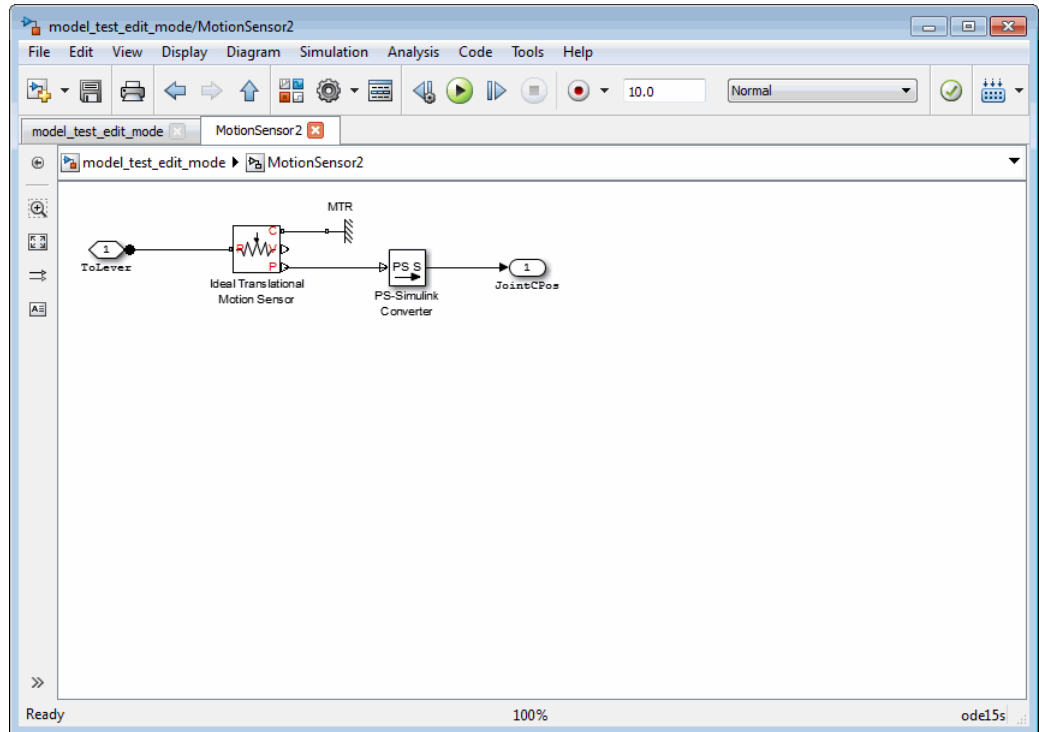 model_test_edit_mode/MotionSensor2
File Edit View Display Diagram Simulation Analysis Code Tools Help
10.0 Normal
model_test_edit_mode MotionSensor2
model_test_edit_mode MotionSensor2
MTR
C
1 R V
P PS S 1
ToLever
Ideal Translational
Motion Sensor
PS-Simulink
Converter
JointCPos
Ready 100% ode15s